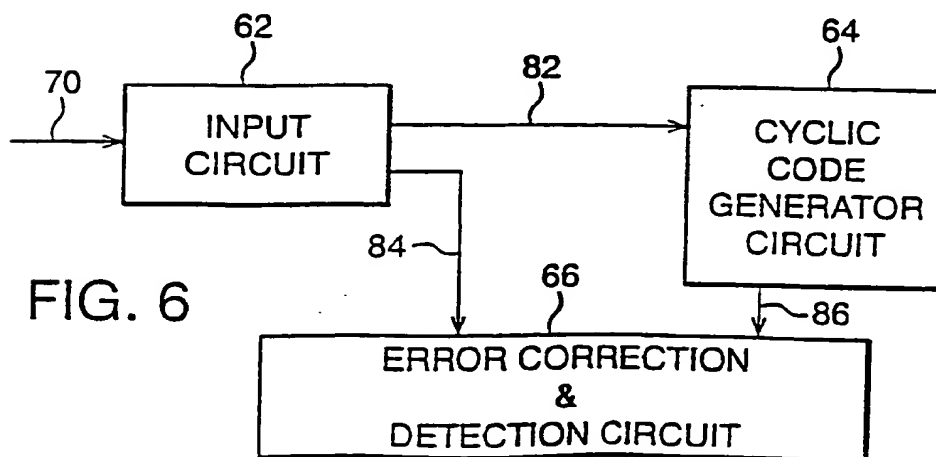 62
82
64
70
INPUT
CIRCUIT
CYCLIC
CODE
GENERATOR
CIRCUIT
84
66
86
FIG. 6
ERROR CORRECTION
&
DETECTION CIRCUIT